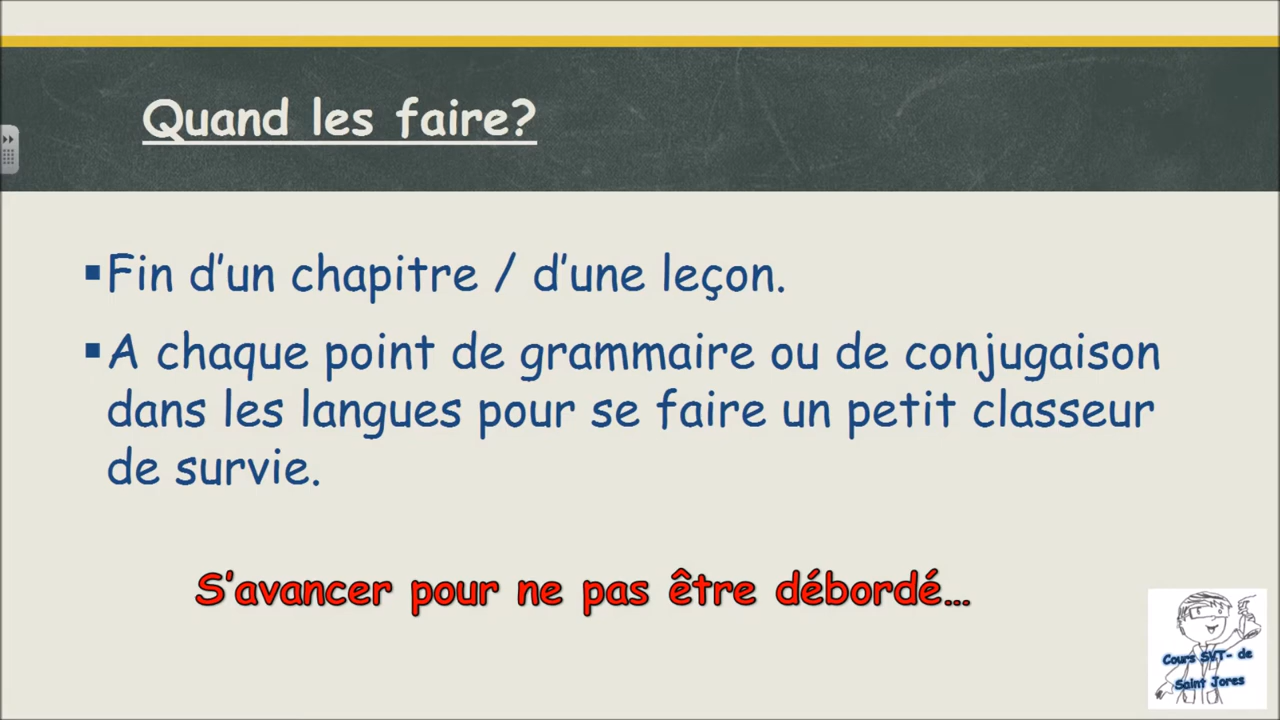 Quand les faire?
▪Fin d'un chapitre / d'une leçon.
▪A chaque point de grammaire ou de conjugaison
dans les langues pour se faire un petit classeur
de survie.
S'avancer pour ne pas être débordé...
Cours SVT- de
Saint Jores